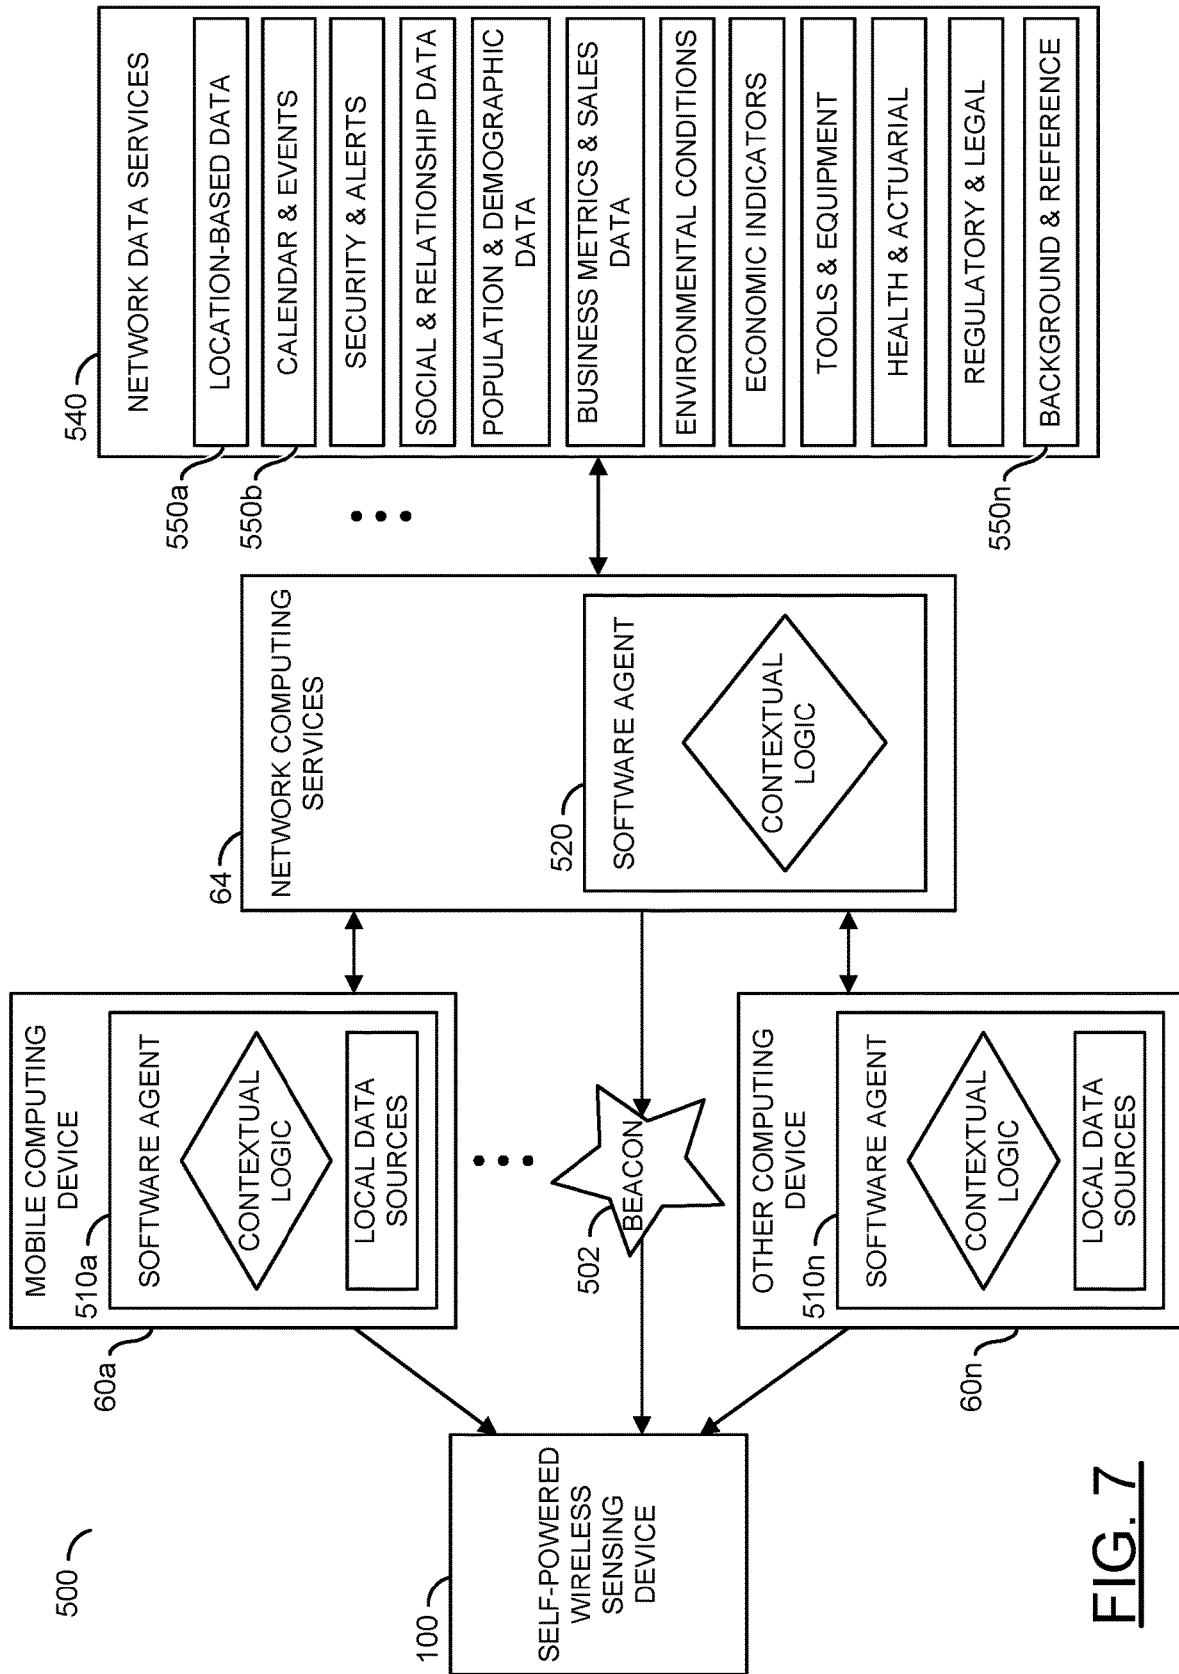 500
100
SELF-POWERED
WIRELESS
SENSING
DEVICE
60a
MOBILE COMPUTING
DEVICE
510a
SOFTWARE AGENT
CONTEXTUAL
LOGIC
LOCAL DATA
SOURCES
502
BEACON
60n
OTHER COMPUTING
DEVICE
510n
SOFTWARE AGENT
CONTEXTUAL
LOGIC
LOCAL DATA
SOURCES
64
NETWORK COMPUTING
SERVICES
520
SOFTWARE AGENT
CONTEXTUAL
LOGIC
540
NETWORK DATA SERVICES
550a
LOCATION-BASED DATA
550b
CALENDAR & EVENTS
SECURITY & ALERTS
SOCIAL & RELATIONSHIP DATA
POPULATION & DEMOGRAPHIC
DATA
BUSINESS METRICS & SALES
DATA
ENVIRONMENTAL CONDITIONS
ECONOMIC INDICATORS
TOOLS & EQUIPMENT
HEALTH & ACTUARIAL
REGULATORY & LEGAL
550n
BACKGROUND & REFERENCE
FIG. 7